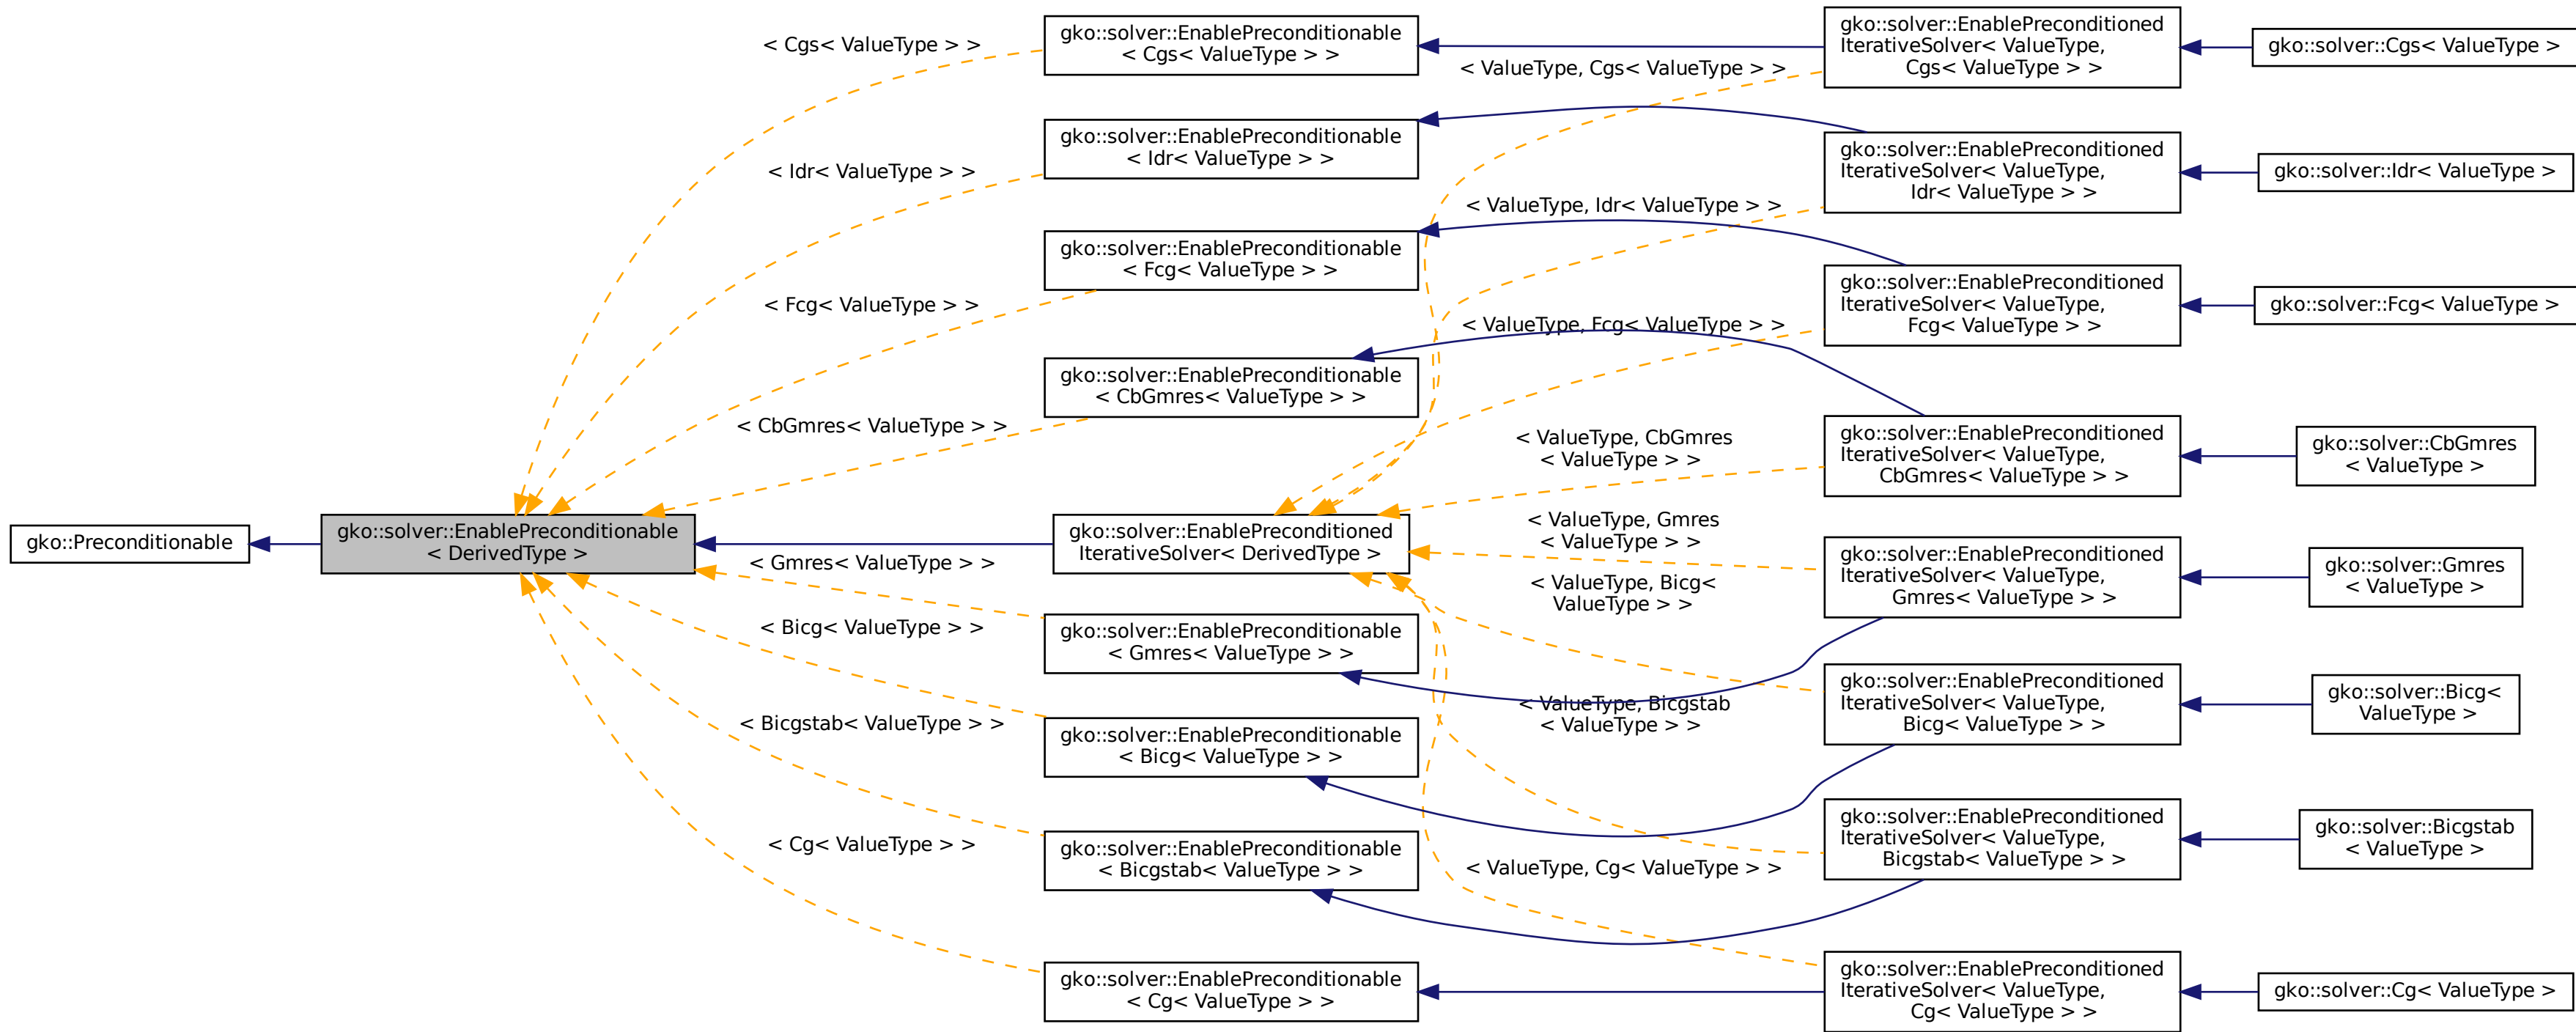 gko::Preconditionable
gko::solver::EnablePreconditionable
< DerivedType >
< Cgs< ValueType > >
< Idr< ValueType > >
< Fcg< ValueType > >
< CbGmres< ValueType > >
< Gmres< ValueType > >
< Bicg< ValueType > >
< Bicgstab< ValueType > >
< Cg< ValueType > >
gko::solver::EnablePreconditionable
< Cgs< ValueType > >
gko::solver::EnablePreconditionable
< Idr< ValueType > >
gko::solver::EnablePreconditionable
< Fcg< ValueType > >
gko::solver::EnablePreconditionable
< CbGmres< ValueType > >
gko::solver::EnablePreconditioned
IterativeSolver< DerivedType >
gko::solver::EnablePreconditionable
< Gmres< ValueType > >
gko::solver::EnablePreconditionable
< Bicg< ValueType > >
gko::solver::EnablePreconditionable
< Bicgstab< ValueType > >
gko::solver::EnablePreconditionable
< Cg< ValueType > >
< ValueType, Cgs< ValueType > >
< ValueType, Idr< ValueType > >
< ValueType, Fcg< ValueType > >
< ValueType, CbGmres
< ValueType > >
< ValueType, Gmres
< ValueType > >
< ValueType, Bicg<
ValueType > >
< ValueType, Bicgstab
< ValueType > >
< ValueType, Cg< ValueType > >
gko::solver::EnablePreconditioned
IterativeSolver< ValueType,
Cgs< ValueType > >
gko::solver::EnablePreconditioned
IterativeSolver< ValueType,
Idr< ValueType > >
gko::solver::EnablePreconditioned
IterativeSolver< ValueType,
Fcg< ValueType > >
gko::solver::EnablePreconditioned
IterativeSolver< ValueType,
CbGmres< ValueType > >
gko::solver::EnablePreconditioned
IterativeSolver< ValueType,
Gmres< ValueType > >
gko::solver::EnablePreconditioned
IterativeSolver< ValueType,
Bicg< ValueType > >
gko::solver::EnablePreconditioned
IterativeSolver< ValueType,
Bicgstab< ValueType > >
gko::solver::EnablePreconditioned
IterativeSolver< ValueType,
Cg< ValueType > >
gko::solver::Cgs< ValueType >
gko::solver::Idr< ValueType >
gko::solver::Fcg< ValueType >
gko::solver::CbGmres
< ValueType >
gko::solver::Gmres
< ValueType >
gko::solver::Bicg<
ValueType >
gko::solver::Bicgstab
< ValueType >
gko::solver::Cg< ValueType >